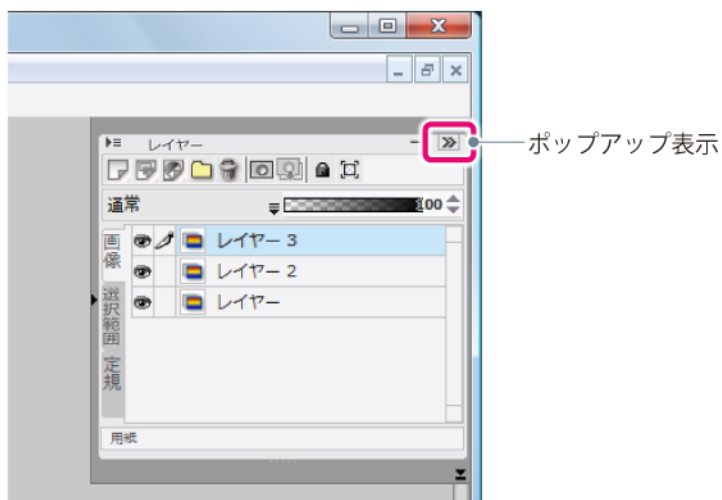 レイヤー
ポップアップ表示
通常
100
画像
レイヤー 3
レイヤー 2
選択範囲
レイヤー
定規
用紙